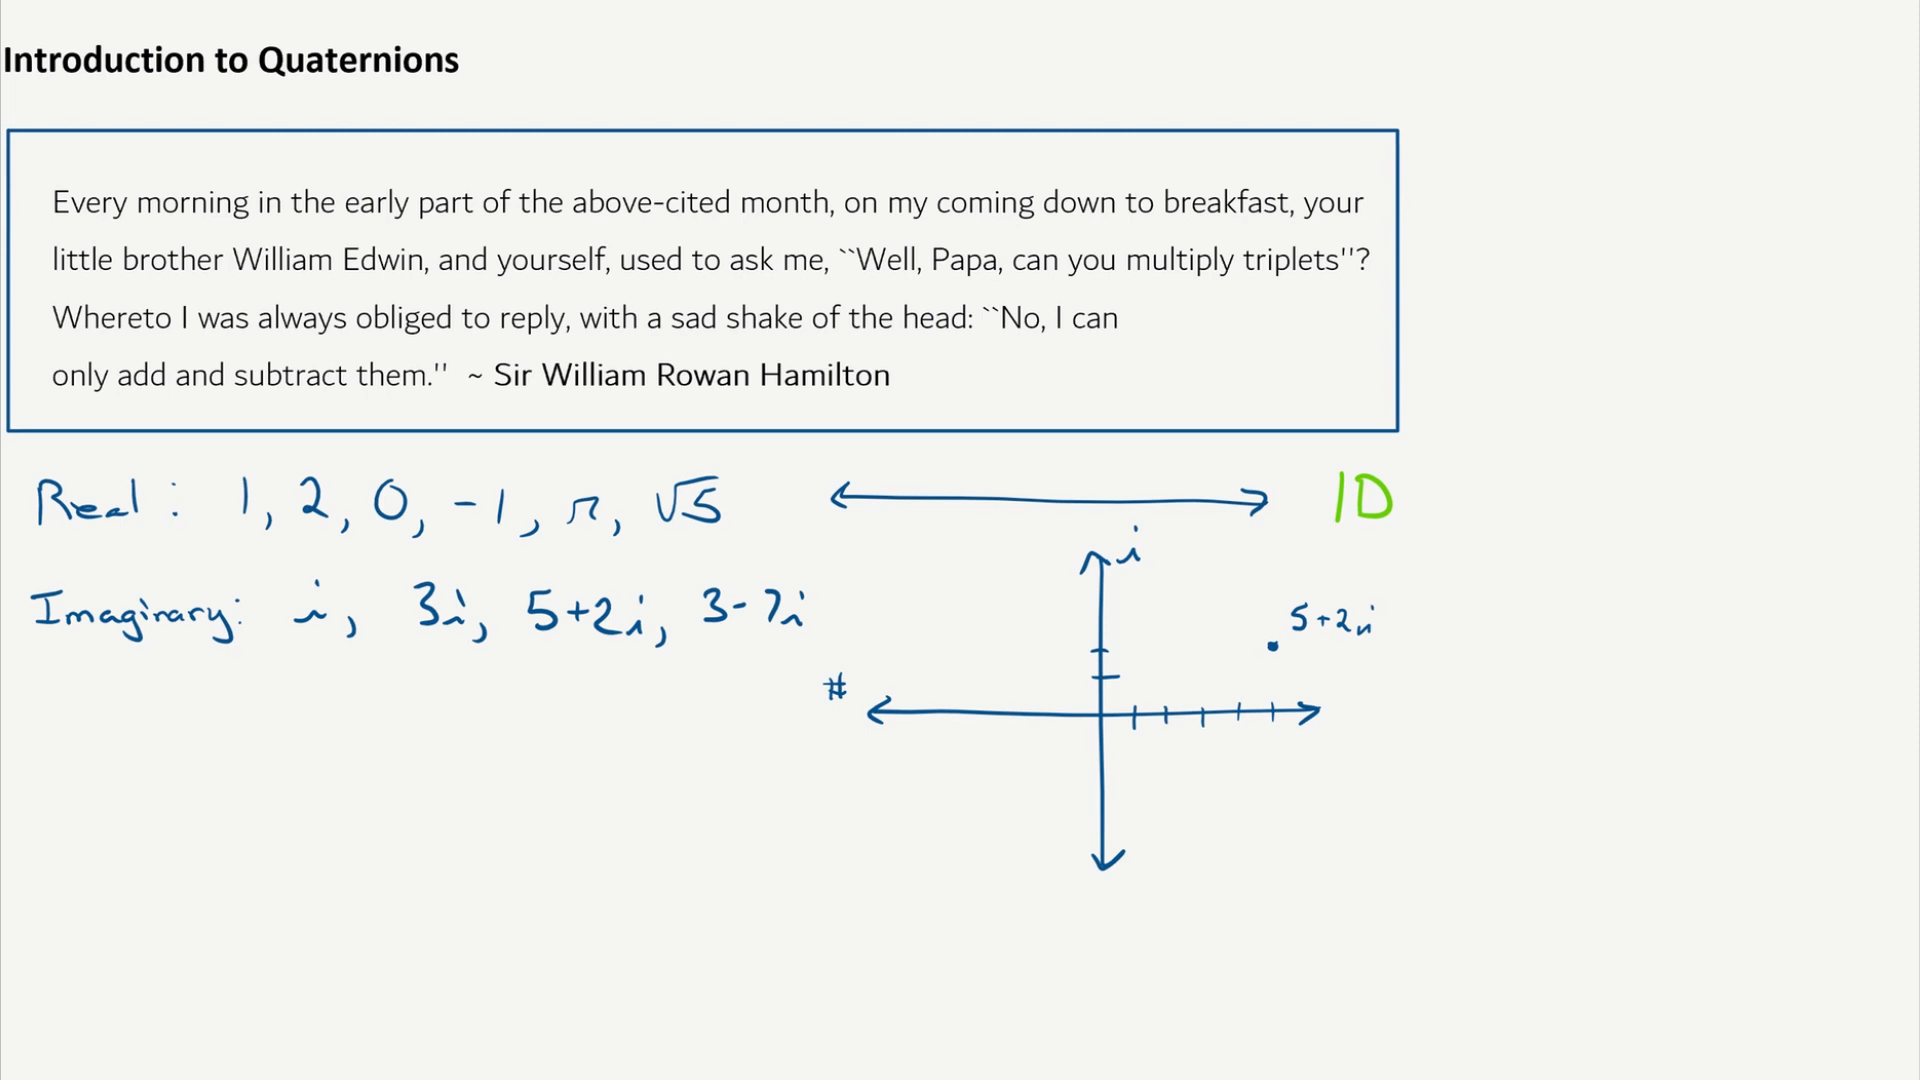 Introduction to Quaternions
Every morning in the early part of the above-cited month, on my coming down to breakfast, your
little brother William Edwin, and yourself, used to ask me, ``Well, Papa, can you multiply triplets''?
Whereto I was always obliged to reply, with a sad shake of the head: ``No, I can
only add and subtract them.'' ~ Sir William Rowan Hamilton
Real : 1, 2, 0, -1, π, √5
1D
Imaginary: i, 3i, 5+2i, 3-7i
i
5+2i
#